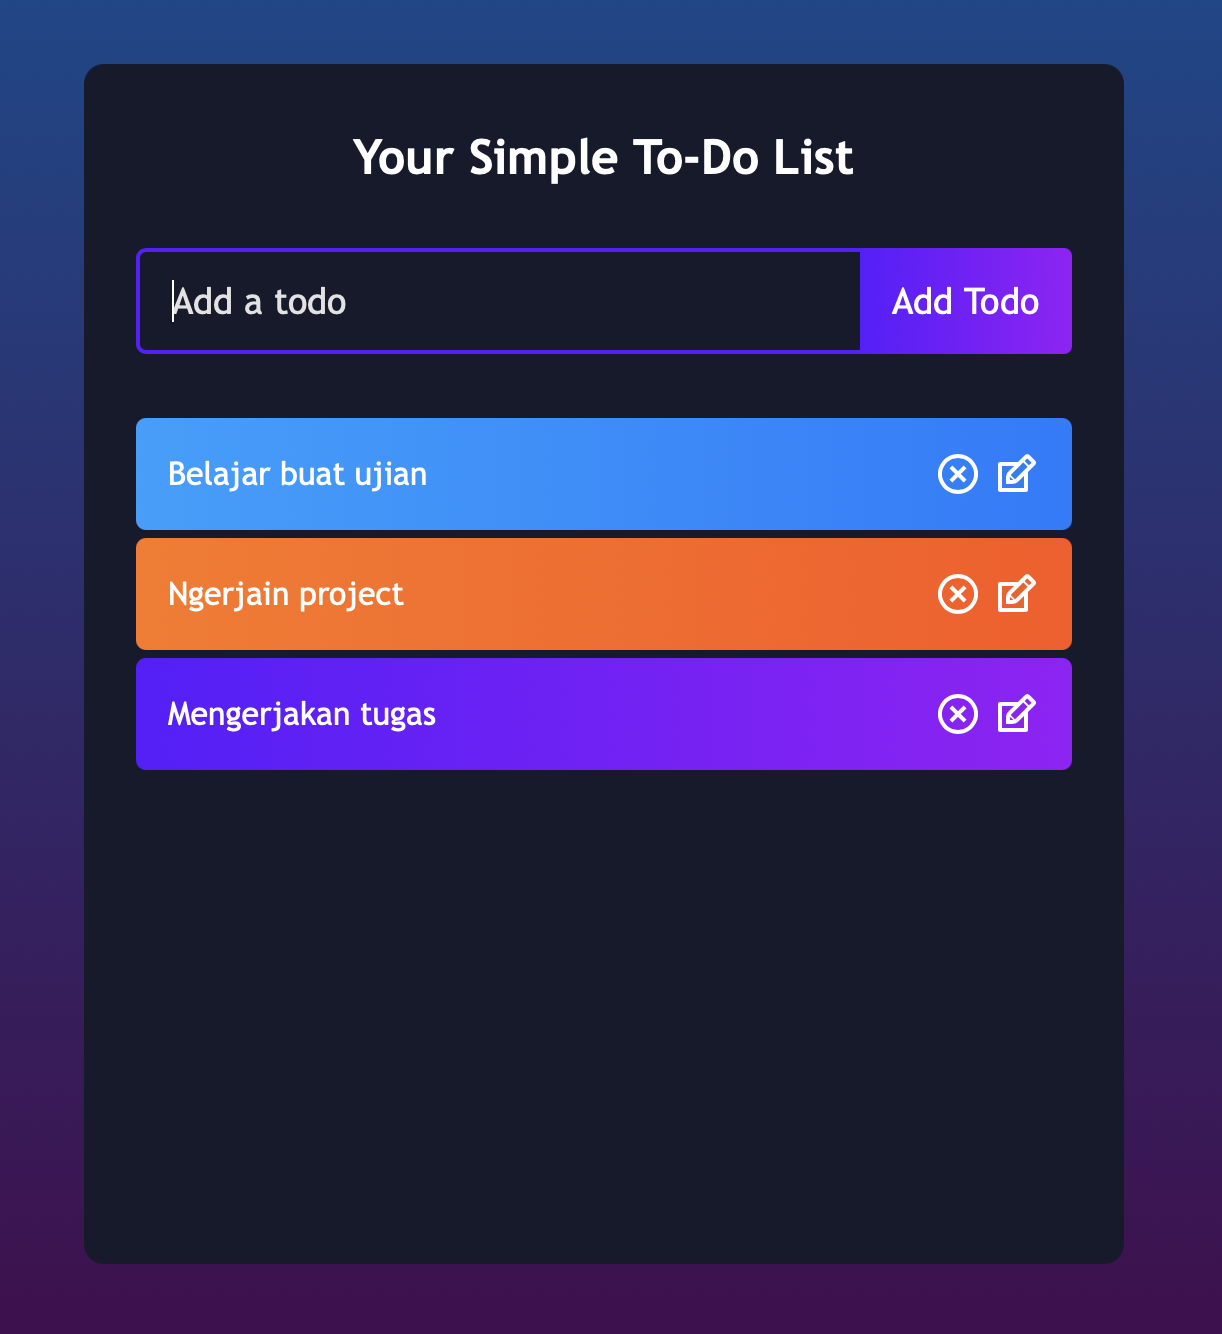 Your Simple To-Do List
Add a todo
Add Todo
Belajar buat ujian
Ngerjain project
Mengerjakan tugas